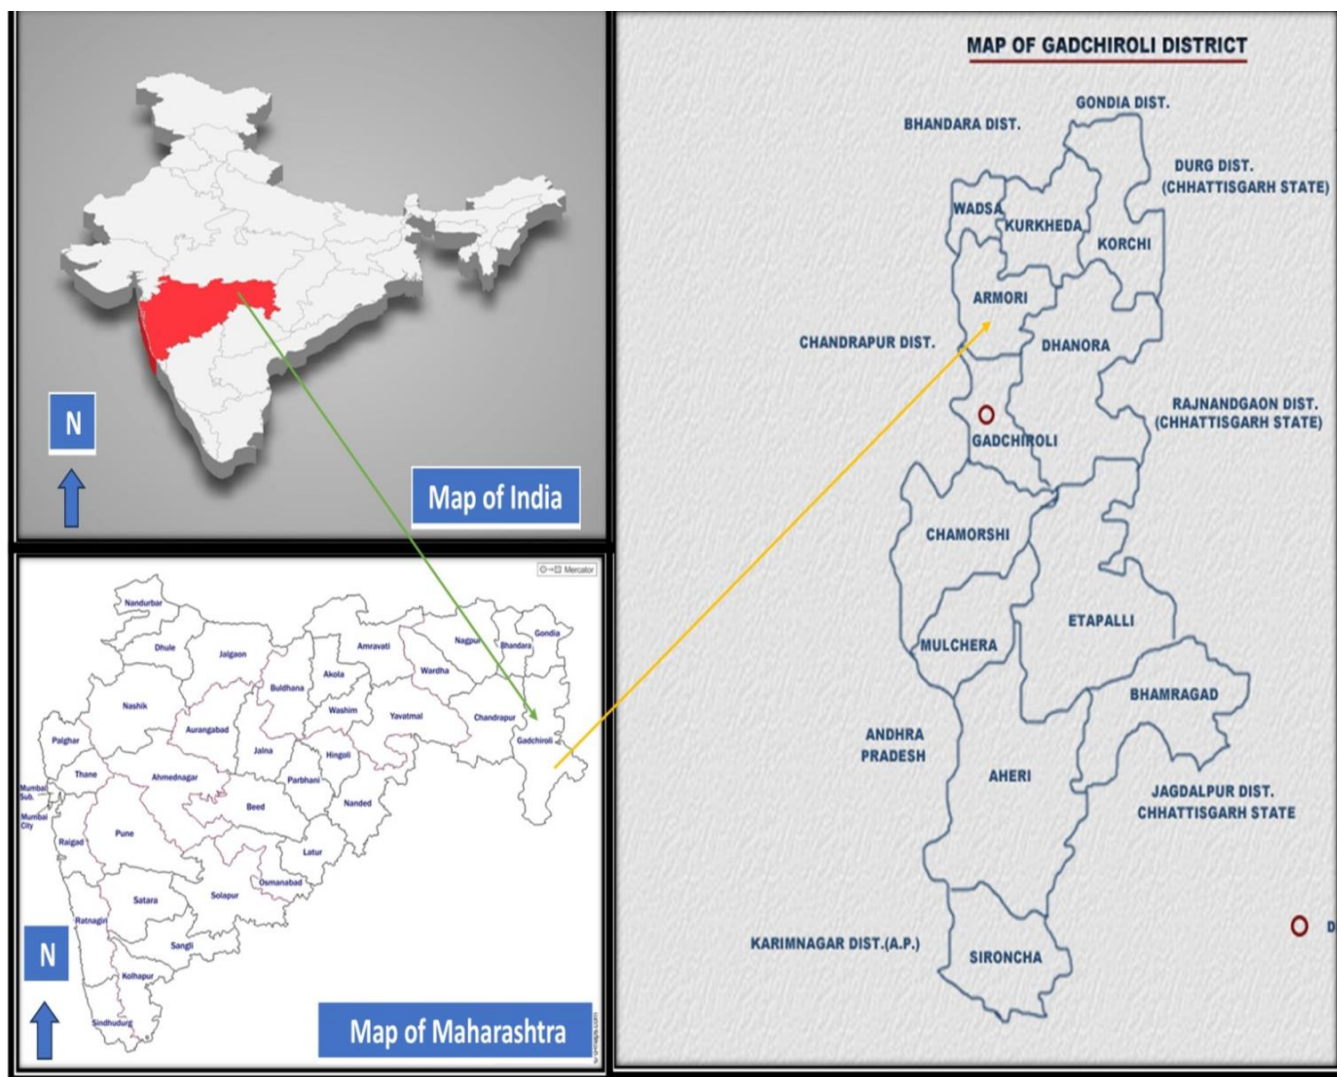 N
Map of India
Mercator
Nandurbar
Dhule
Jalgaon
Buldhana
Akola
Amravati
Nagpur
Bhandara
Gondia
Wardha
Washim
Yavatmal
Chandrapur
Gadchiroli
Nashik
Aurangabad
Jalna
Hingoli
Parbhani
Nanded
Palghar
Thane
Mumbai
Sub.
Mumbai
City
Ahmednagar
Beed
Raigad
Pune
Latur
Osmanabad
Satara
Solapur
Ratnagiri
Sangli
Kolhapur
Sindhudurg
N
Map of Maharashtra
MAP OF GADCHIROLI DISTRICT
GONDIA DIST.
BHANDARA DIST.
DURG DIST.
(CHHATTISGARH STATE)
WADSA
KURKHEDA
KORCHI
ARMORI
CHANDRAPUR DIST.
DHANORA
RAJNANDGAON DIST.
(CHHATTISGARH STATE)
GADCHIROLI
CHAMORSHI
ETAPALLI
MULCHERA
BHAMRAGAD
ANDHRA
PRADESH
AHERI
JAGDALPUR DIST.
CHHATTISGARH STATE
D
KARIMNAGAR DIST.(A.P.)
SIRONCHA